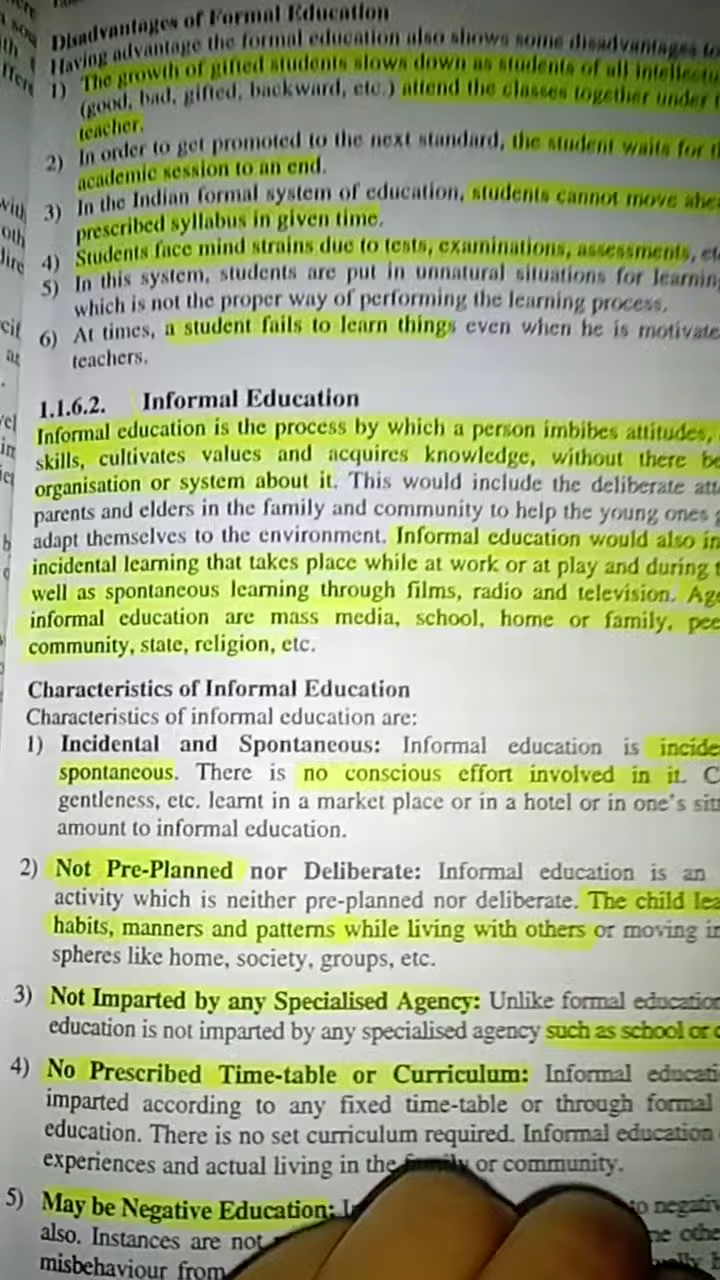 Disadvantages of Formal Education
Having advantage the formal education also shows some disadvantages
1) The growth of gifted students slows down as students of all
(good, bad, gifted, backward, etc.) attend the classes together under
teacher.
2) In order to get promoted to the next standard, the student waits for
academic session to an end.
3) In the Indian formal system of education, students cannot move
prescribed syllabus in given time.
4) Students face mind strains due to tests, examinations, assessments,
5) In this system, students are put in unnatural situations for learning
which is not the proper way of performing the learning process.
6) At times, a student fails to learn things even when he is
teachers.
1.1.6.2. Informal Education
Informal education is the process by which a person imbibes attitudes,
skills, cultivates values and acquires knowledge, without there
organisation or system about it. This would include the deliberate
parents and elders in the family and community to help the young ones
adapt themselves to the environment. Informal education would also
incidental learning that takes place while at work or at play and during
well as spontaneous learning through films, radio and television.
informal education are mass media, school, home or family,
community, state, religion, etc.
Characteristics of Informal Education
Characteristics of informal education are:
1) Incidental and Spontaneous: Informal education is
spontaneous. There is no conscious effort involved in it.
gentleness, etc. learnt in a market place or in a hotel or in one's
amount to informal education.
2) Not Pre-Planned nor Deliberate: Informal education is an
activity which is neither pre-planned nor deliberate. The child
habits, manners and patterns while living with others or moving
spheres like home, society, groups, etc.
3) Not Imparted by any Specialised Agency: Unlike formal education
education is not imparted by any specialised agency such as school or
4) No Prescribed Time-table or Curriculum: Informal
imparted according to any fixed time-table or through formal
education. There is no set curriculum required. Informal education
experiences and actual living in the family or community.
5) May be Negative Education:
also. Instances are not
misbehaviour from